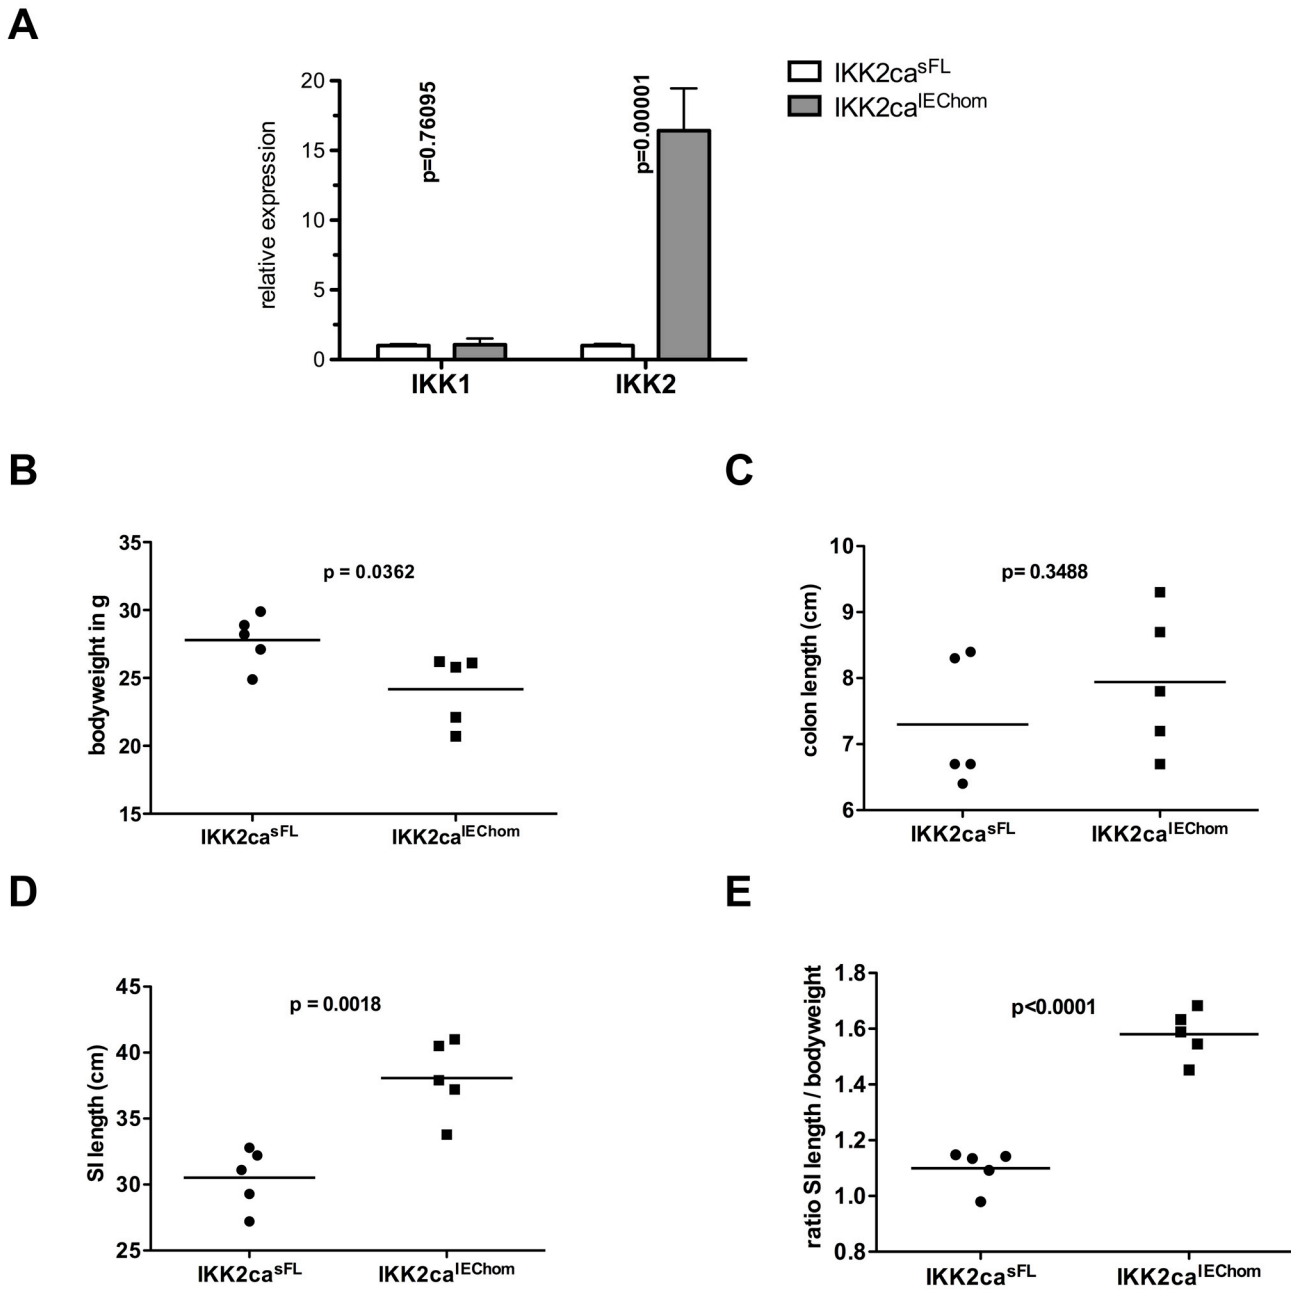 A
IKK2ca^sFL
IKK2ca^IEChom
relative expression
20
15
10
5
0
p=0.76095
p=0.00001
IKK1
IKK2
B
bodyweight in g
35
30
25
20
15
p = 0.0362
IKK2ca^sFL
IKK2ca^IEChom
C
colon length (cm)
10
9
8
7
6
p= 0.3488
IKK2ca^sFL
IKK2ca^IEChom
D
SI length (cm)
45
40
35
30
25
p = 0.0018
IKK2ca^sFL
IKK2ca^IEChom
E
ratio SI length / bodyweight
1.8
1.6
1.4
1.2
1.0
0.8
p<0.0001
IKK2ca^sFL
IKK2ca^IEChom